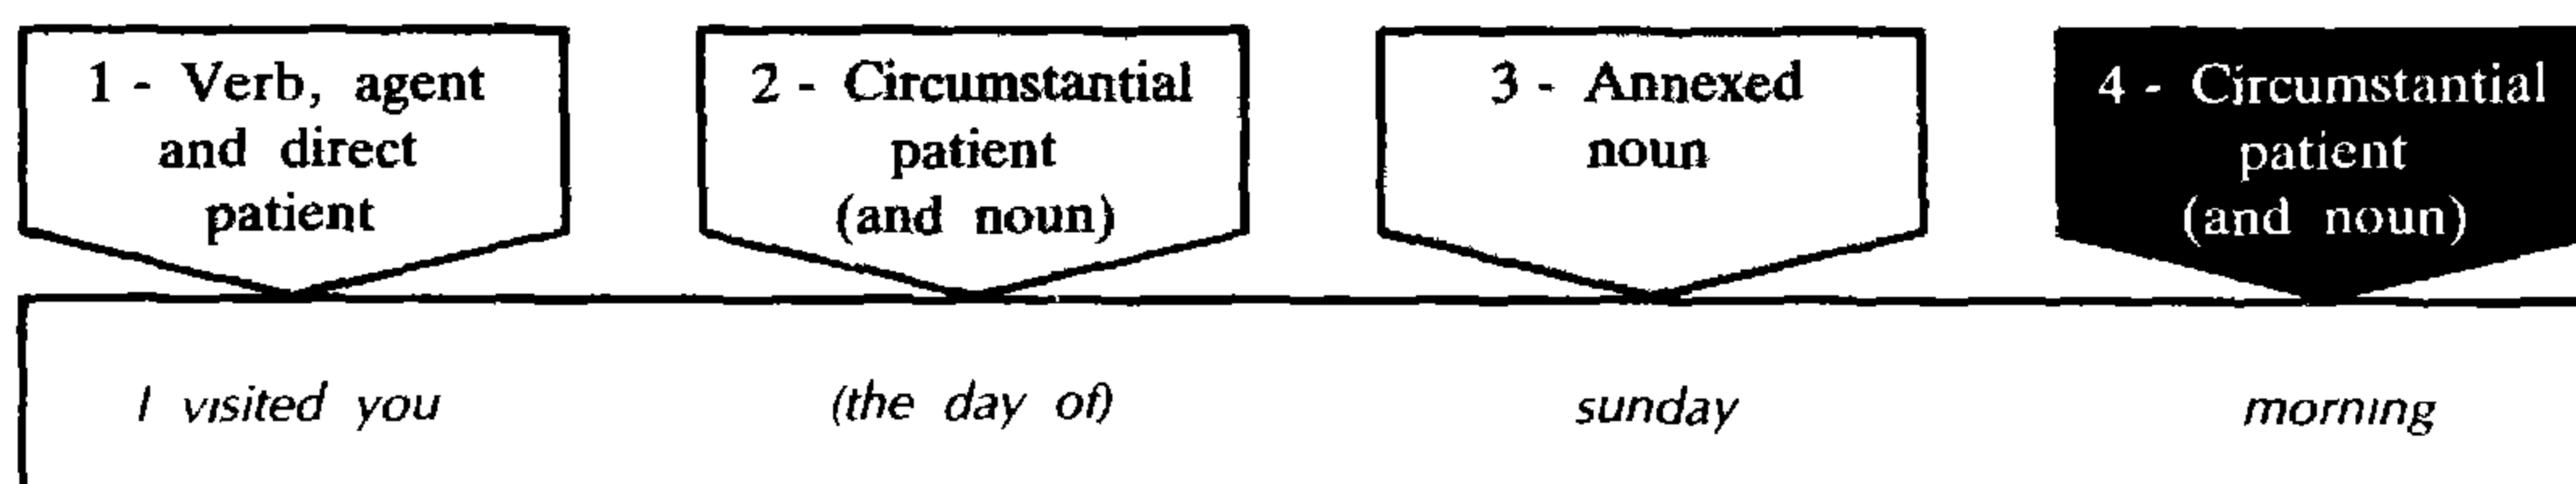 1 - Verb, agent
and direct
patient
2 - Circumstantial
patient
(and noun)
3 - Annexed
noun
4 - Circumstantial
patient
(and noun)
I visited you
(the day of)
sunday
morning